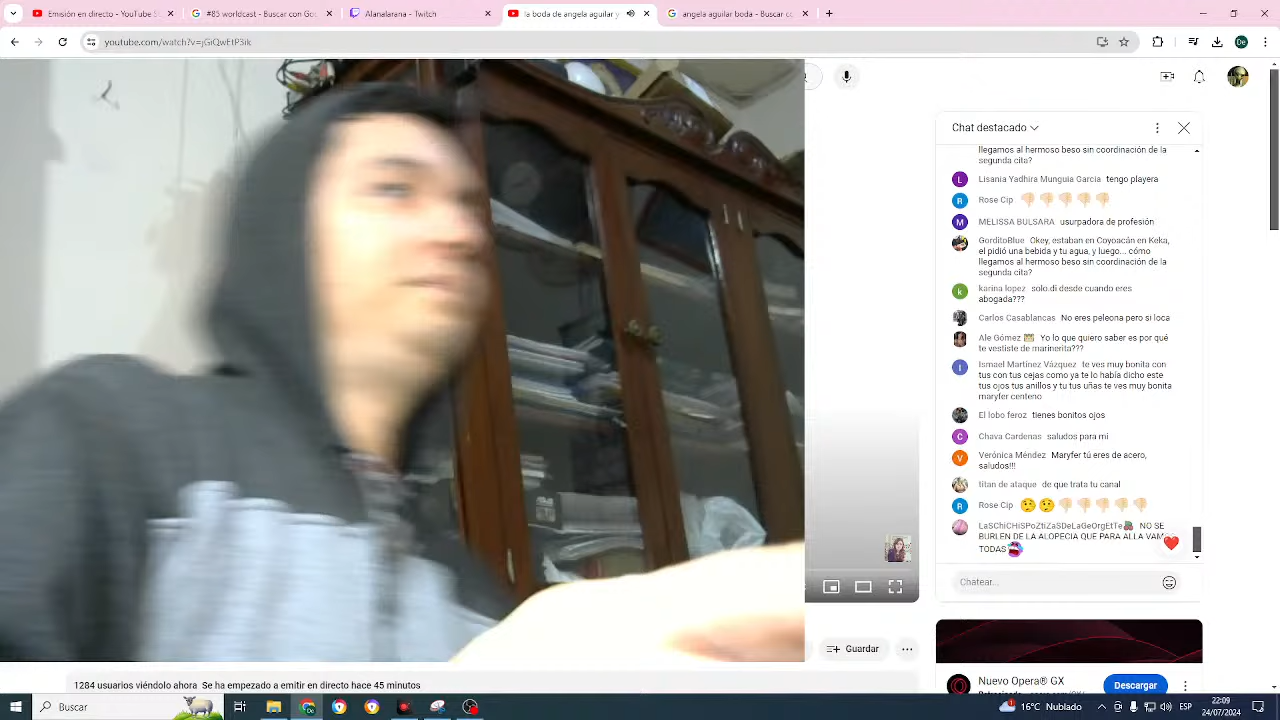 Emisión en directo - YouTube S
#85 worldcast - Buscar con Go
Alanalarana - Twitch
la boda de angela aguilar y
angela aguilar boda - Buscar co
youtube.com/watch?v=jGiQwEtP3ik
De
Chat destacado
llegamos al hermoso beso sin coordinación de la
segunda cita?
L Lisania Yadhira Munguia Garcia tengo playera
R Rose Cip 👎🏻👎🏻👎🏻👎🏻👎🏻
M MELISSA BULSARA usurpadora de profesión
GorditoBlue Okey, estaban en Coyoacán en Keka,
el pidió una bebida y tu agua, y luego...cómo
llegamos al hermoso beso sin coordinación de la
segunda cita?
k karina lopez solo.di desde cuando eres
abogada???
Carlos Casablancas No eres peleona pero si loca
Ale Gómez Yo lo que quiero saber es por qué
te vestiste de marinerita???
I Ismael Martínez Vázquez te ves muy bonita con
tus con tus cejas como ya te lo había dicho este
tus ojos tus anillos y tu tus uñas te ves muy bonita
maryfer centeno
El lobo feroz tienes bonitos ojos
C Chava Cardenas saludos para mi
V Verónica Méndez Maryfer tú eres de acero,
saludos!!!
titan de ataque de que trata tu canal
R Rose Cip 🤨🤨👎🏻👎🏻👎🏻👎🏻👎🏻
LaSChiCHiSPoZtiZaSDeLaGeOrgEtTe NO SE
BURLEN DE LA ALOPECIA QUE PARA ALLA VAMOS
TODAS
Chatear...
Guardar
Nuevo Opera® GX
Descargar
1284 usuarios viéndolo ahora Se ha empezado a emitir en directo hace 45 minutos
Buscar
16°C Nublado
ESP
22:09
24/07/2024